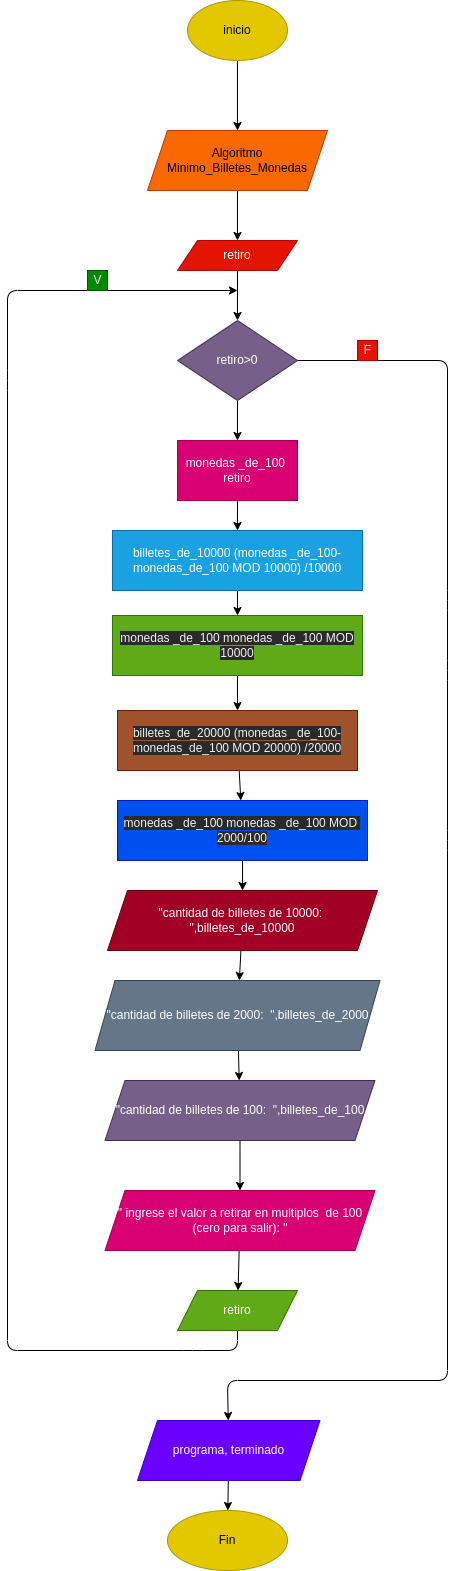 inicio
Algoritmo
Minimo_Billetes_Monedas
retiro
V
retiro>0
F
monedas _de_100
retiro
billetes_de_10000 (monedas _de_100-
monedas_de_100 MOD 10000) /10000
monedas _de_100 monedas _de_100 MOD
10000
billetes_de_20000 (monedas _de_100-
monedas_de_100 MOD 20000) /20000
monedas _de_100 monedas _de_100 MOD
2000/100
"cantidad de billetes de 10000:
",billetes_de_10000
"cantidad de billetes de 2000:  ",billetes_de_2000
"cantidad de billetes de 100:  ",billetes_de_100
" ingrese el valor a retirar en multiplos  de 100
(cero para salir): "
retiro
programa, terminado
Fin